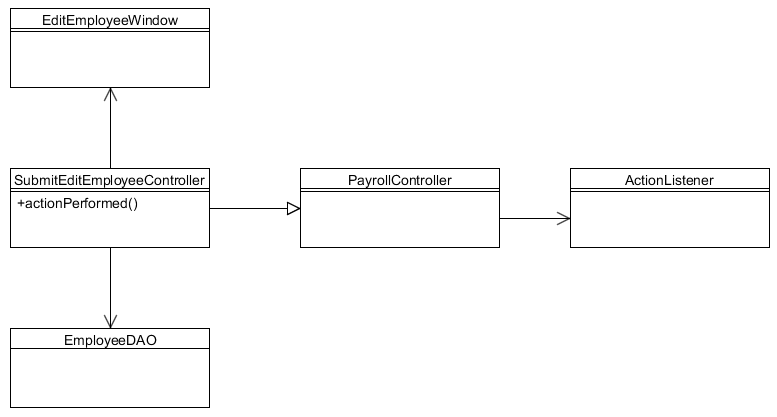 EditEmployeeWindow
SubmitEditEmployeeController
+actionPerformed()
PayrollController
ActionListener
EmployeeDAO